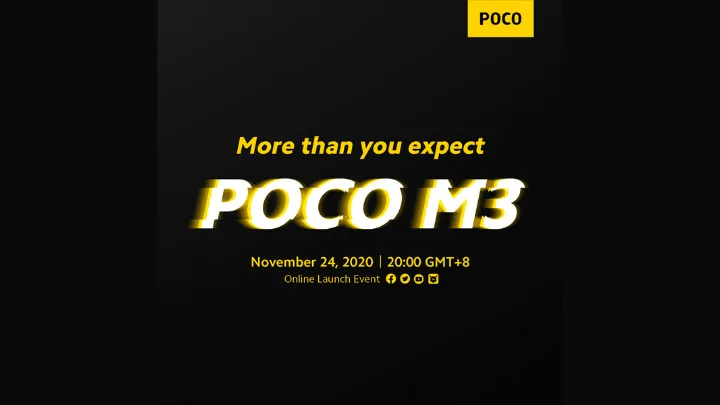 POCO
More than you expect
POCO M3
November 24, 2020 | 20:00 GMT+8
Online Launch Event